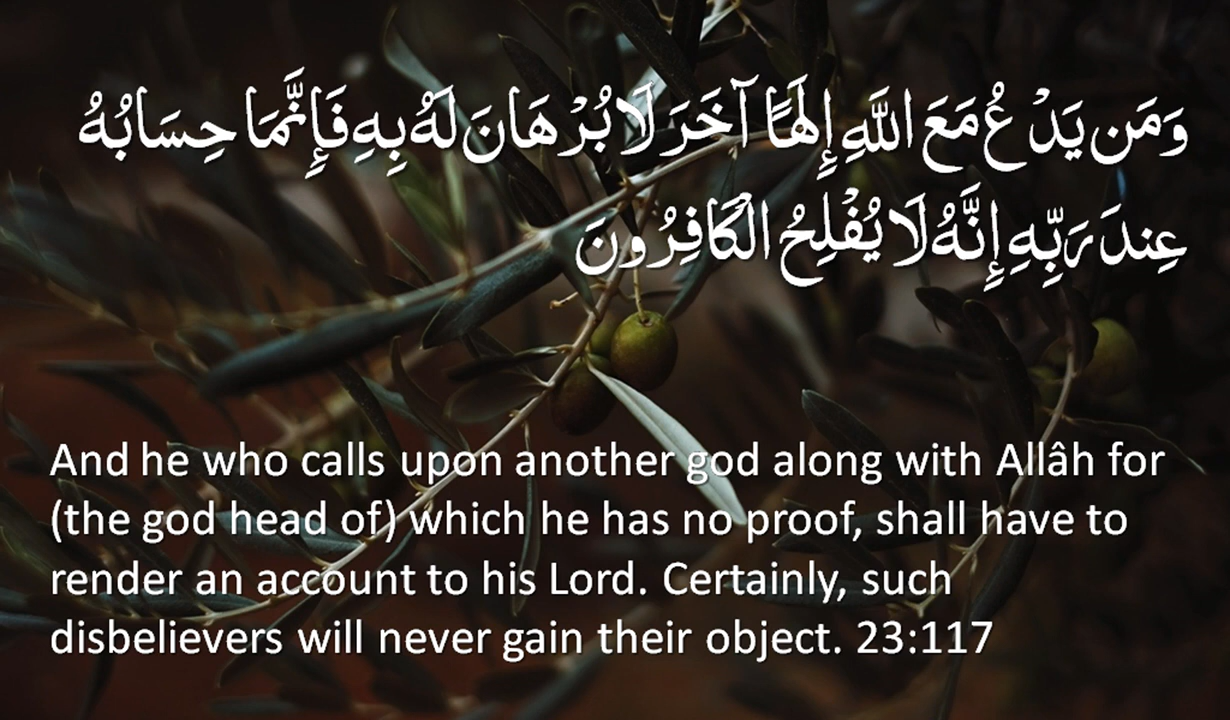 وَمَن يَدْعُ مَعَ اللَّهِ إِلَٰهًا آخَرَ لَا بُرْهَانَ لَهُ بِهِ فَإِنَّمَا حِسَابُهُ
عِندَ رَبِّهِ إِنَّهُ لَا يُفْلِحُ الْكَافِرُونَ
And he who calls upon another god along with Allâh for
(the god head of) which he has no proof, shall have to
render an account to his Lord. Certainly, such
disbelievers will never gain their object. 23:117